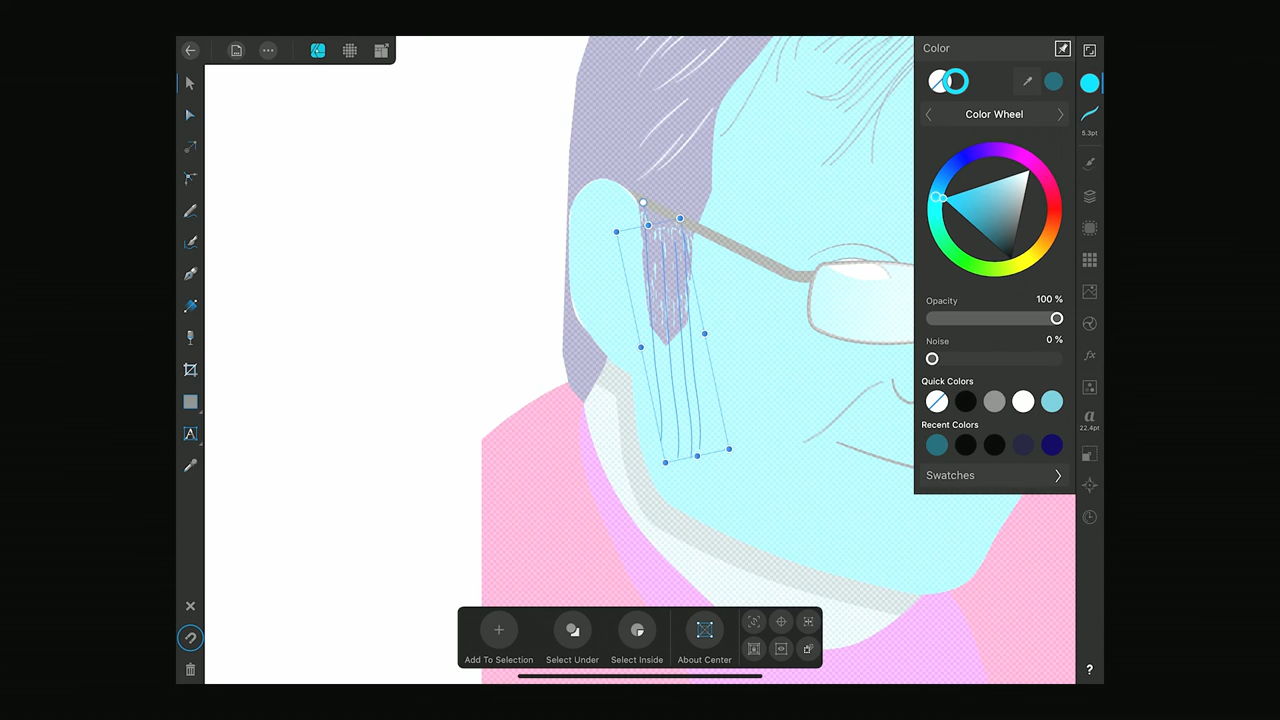 Color
Color Wheel
5.3pt
Opacity
100 %
Noise
0 %
Quick Colors
Recent Colors
a
22.4pt
fx
Swatches
A
Add To Selection
Select Under
Select Inside
About Center
?